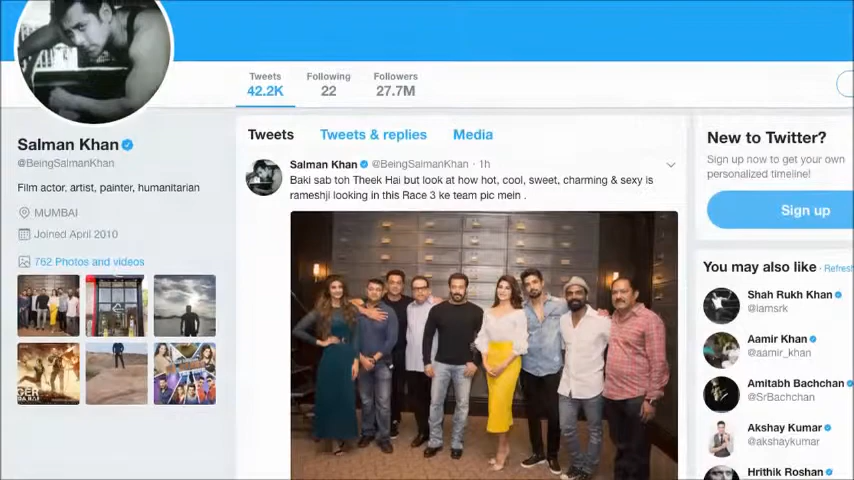 Tweets
42.2K
Following
22
Followers
27.7M
Salman Khan
@BeingSalmanKhan
Film actor, artist, painter, humanitarian
MUMBAI
Joined April 2010
762 Photos and videos
Tweets Tweets & replies Media
Salman Khan @BeingSalmanKhan · 1h
Baki sab toh Theek Hai but look at how hot, cool, sweet, charming & sexy is
rameshji looking in this Race 3 ke team pic mein .
New to Twitter?
Sign up now to get your own
personalized timeline!
Sign up
You may also like · Refresh
Shah Rukh Khan
@iamsrk
Aamir Khan
@aamir_khan
Amitabh Bachchan
@SrBachchan
Akshay Kumar
@akshaykumar
Hrithik Roshan